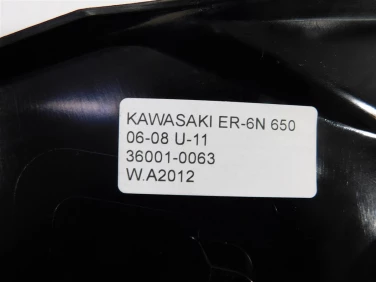 KAWASAKI ER-6N 650
06-08 U-11
36001-0063
W.A2012